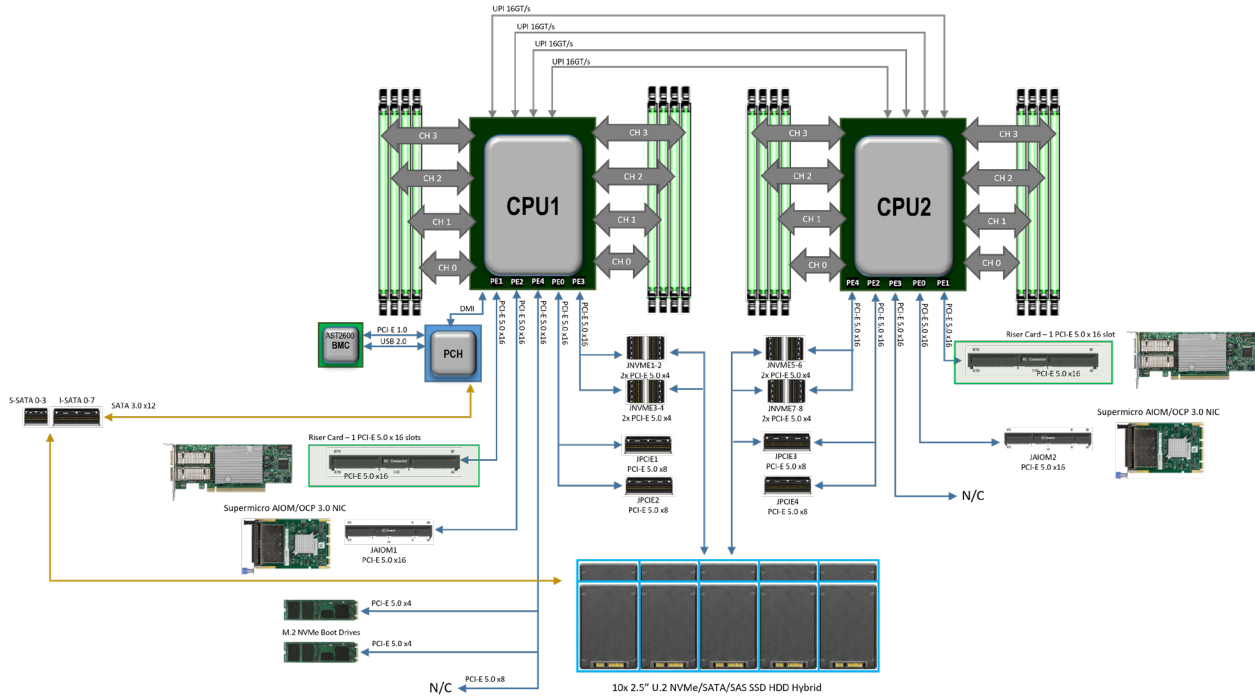 UPI 16GT/s
UPI 16GT/s
UPI 16GT/s
UPI 16GT/s
CH 3
CH 3
CH 3
CH 3
CH 2
CH 2
CH 2
CH 2
CPU1
CPU2
CH 1
CH 1
CH 1
CH 1
CH 0
CH 0
CH 0
CH 0
PE1 PE2 PE4 PE0 PE3
PE4 PE2 PE3 PE0 PE1
DMI
PCI-E 5.0 x16
PCI-E 5.0 x16
PCI-E 5.0 x16
PCI-E 5.0 x16
PCI-E 5.0 x16
PCI-E 5.0 x16
PCI-E 5.0 x16
PCI-E 5.0 x16
PCI-E 5.0 x16
PCI-E 5.0 x16
AST2600
BMC
PCI-E 1.0
USB 2.0
PCH
JNVME1-2
2x PCI-E 5.0 x4
JNVME3-4
2x PCI-E 5.0 x4
JNVME5-6
2x PCI-E 5.0 x4
JNVME7-8
2x PCI-E 5.0 x4
Riser Card – 1 PCI-E 5.0 x 16 slot
PCI-E 5.0 x16
S-SATA 0-3
I-SATA 0-7
SATA 3.0 x12
Supermicro AIOM/OCP 3.0 NIC
JAIOM2
PCI-E 5.0 x16
Riser Card – 1 PCI-E 5.0 x 16 slots
PCI-E 5.0 x16
JPCIE1
PCI-E 5.0 x8
JPCIE2
PCI-E 5.0 x8
JPCIE3
PCI-E 5.0 x8
JPCIE4
PCI-E 5.0 x8
N/C
Supermicro AIOM/OCP 3.0 NIC
JAIOM1
PCI-E 5.0 x16
PCI-E 5.0 x4
M.2 NVMe Boot Drives
PCI-E 5.0 x4
PCI-E 5.0 x8
N/C
10x 2.5" U.2 NVMe/SATA/SAS SSD HDD Hybrid